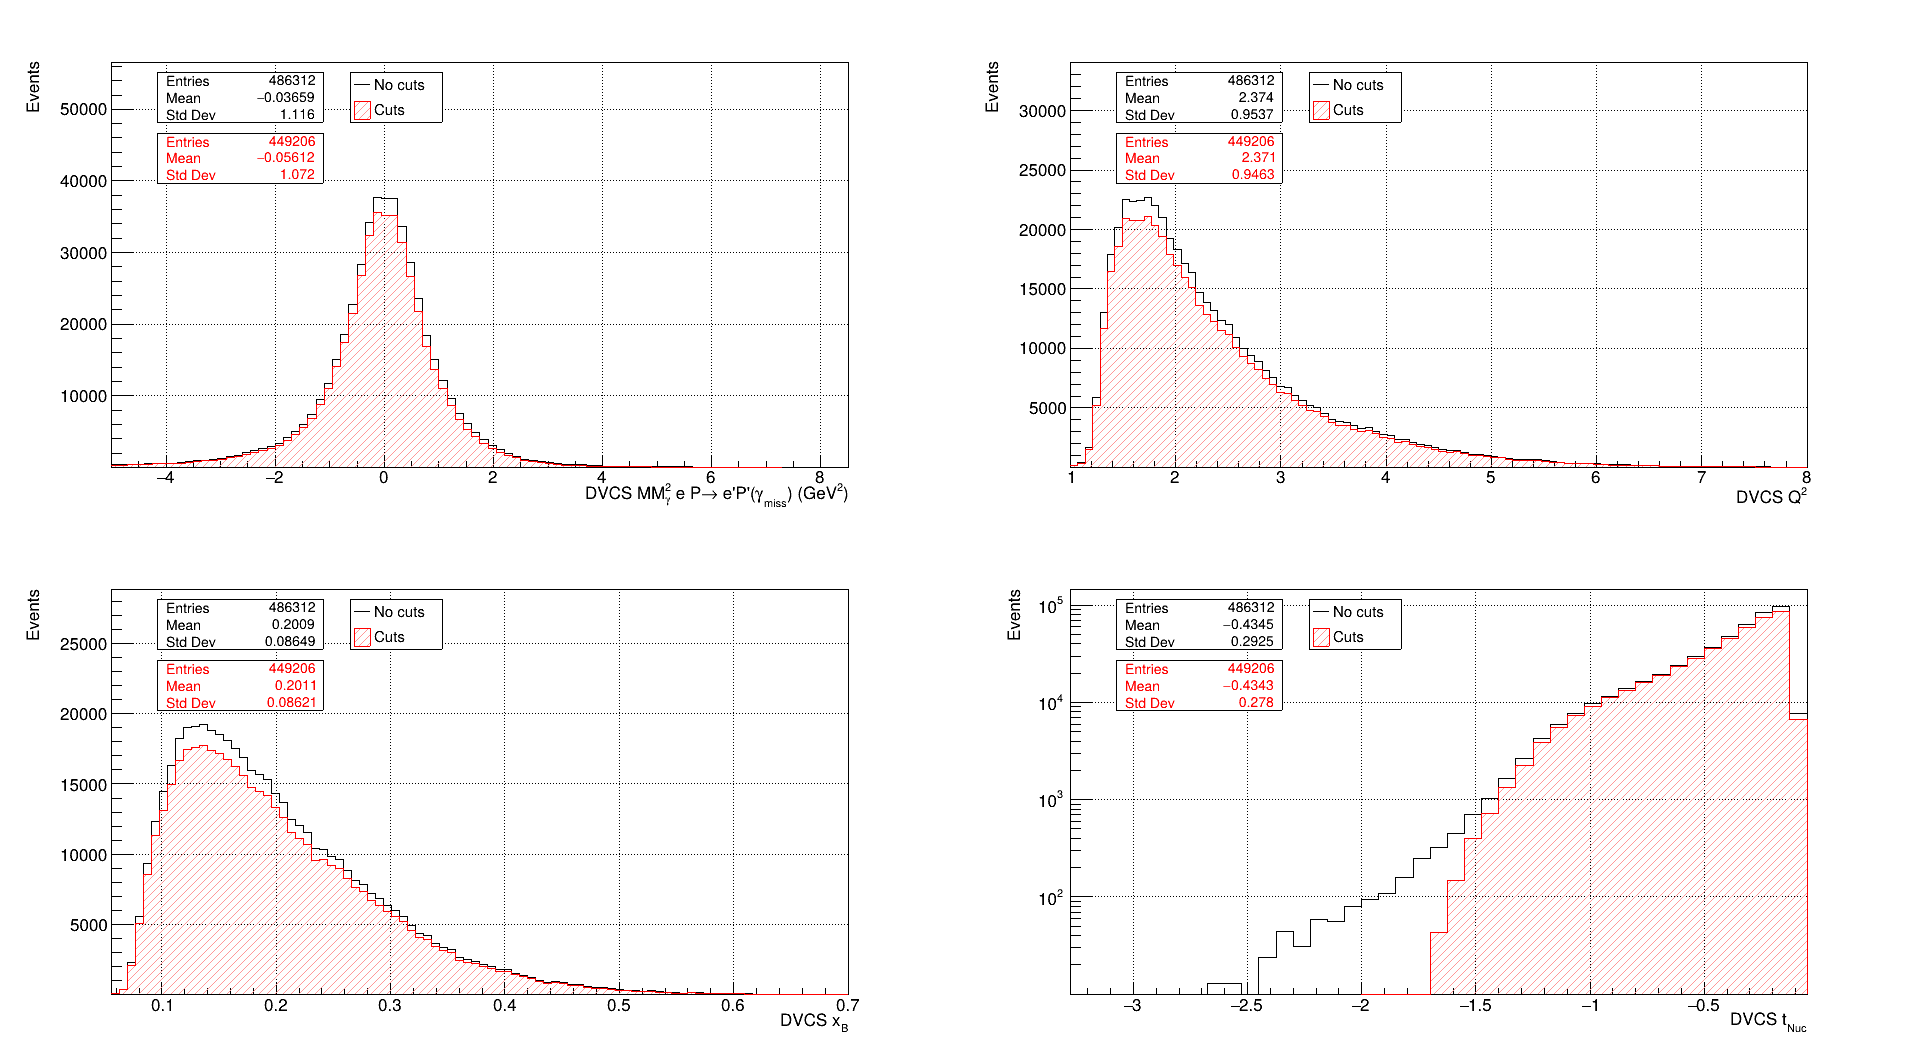 Events
Entries 486312
Mean −0.03659
Std Dev 1.116
Entries 449206
Mean −0.05612
Std Dev 1.072
No cuts
Cuts
50000
40000
30000
20000
10000
−4 −2 0 2 4 6 8
DVCS MM²γ e P→ e'P'(γmiss) (GeV²)
Events
Entries 486312
Mean 2.374
Std Dev 0.9537
Entries 449206
Mean 2.371
Std Dev 0.9463
No cuts
Cuts
30000
25000
20000
15000
10000
5000
1 2 3 4 5 6 7 8
DVCS Q²
Events
Entries 486312
Mean 0.2009
Std Dev 0.08649
Entries 449206
Mean 0.2011
Std Dev 0.08621
No cuts
Cuts
25000
20000
15000
10000
5000
0.1 0.2 0.3 0.4 0.5 0.6 0.7
DVCS xB
Events
Entries 486312
Mean −0.4345
Std Dev 0.2925
Entries 449206
Mean −0.4343
Std Dev 0.278
No cuts
Cuts
10⁵
10⁴
10³
10²
−3 −2.5 −2 −1.5 −1 −0.5
DVCS tNuc